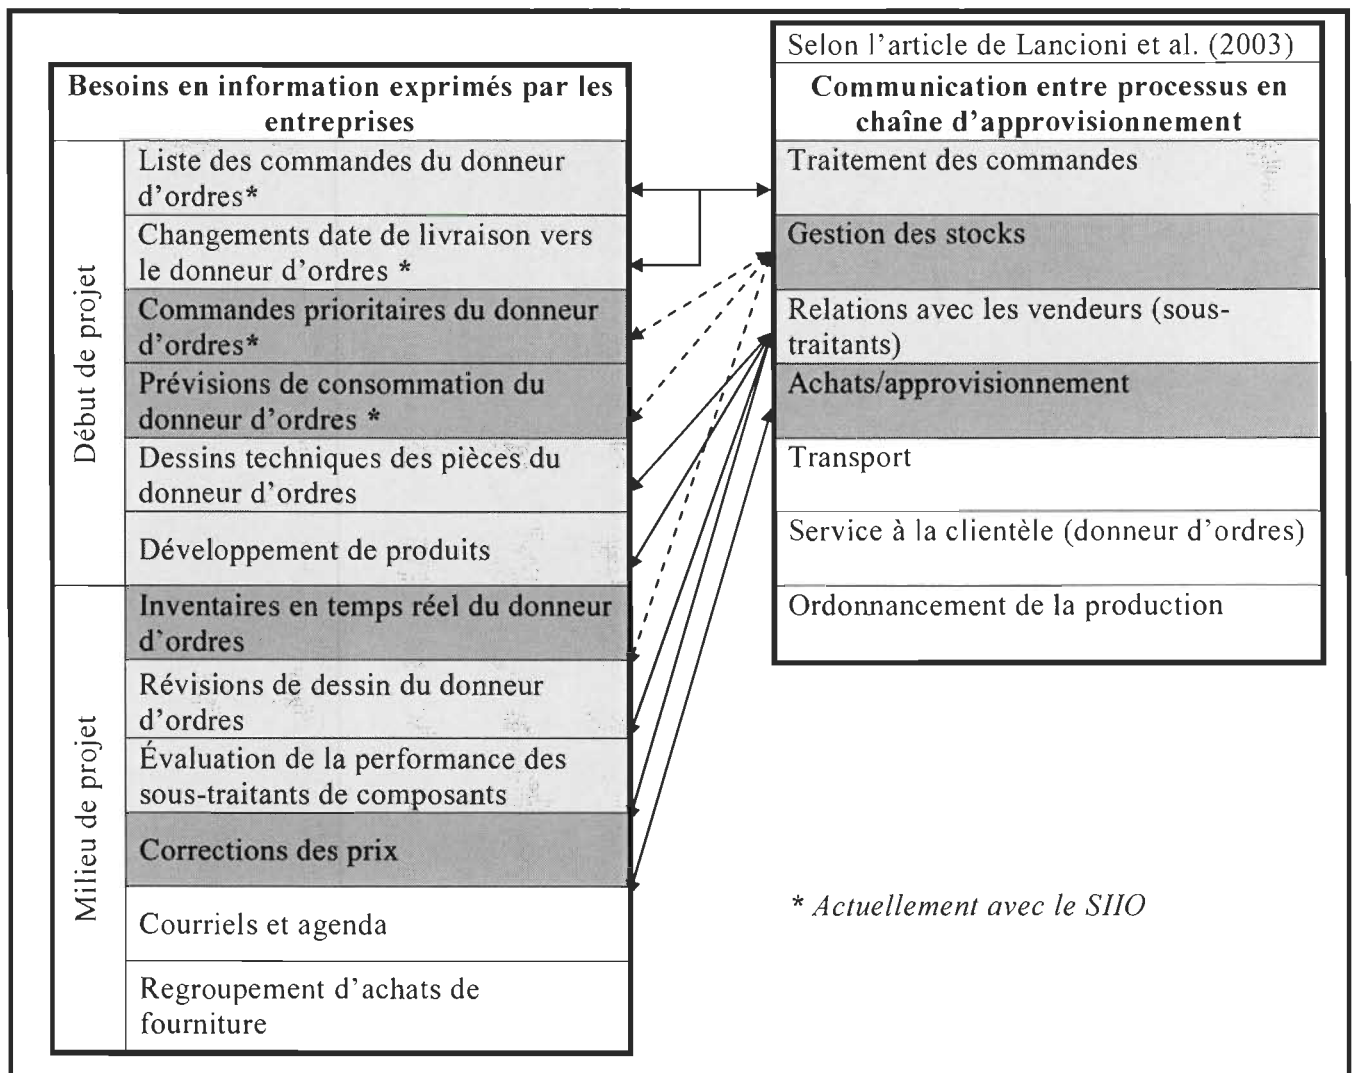 Besoins en information exprimés par les
entreprises
Début de projet
Liste des commandes du donneur
d'ordres*
Changements date de livraison vers
le donneur d'ordres *
Commandes prioritaires du donneur
d'ordres*
Prévisions de consommation du
donneur d'ordres *
Dessins techniques des pièces du
donneur d'ordres
Développement de produits
Milieu de projet
Inventaires en temps réel du donneur
d'ordres
Révisions de dessin du donneur
d'ordres
Évaluation de la performance des
sous-traitants de composants
Corrections des prix
Courriels et agenda
Regroupement d'achats de
fourniture
Selon l'article de Lancioni et al. (2003)
Communication entre processus en
chaîne d'approvisionnement
Traitement des commandes
Gestion des stocks
Relations avec les vendeurs (sous-
traitants)
Achats/approvisionnement
Transport
Service à la clientèle (donneur d'ordres)
Ordonnancement de la production
* Actuellement avec le SIIO